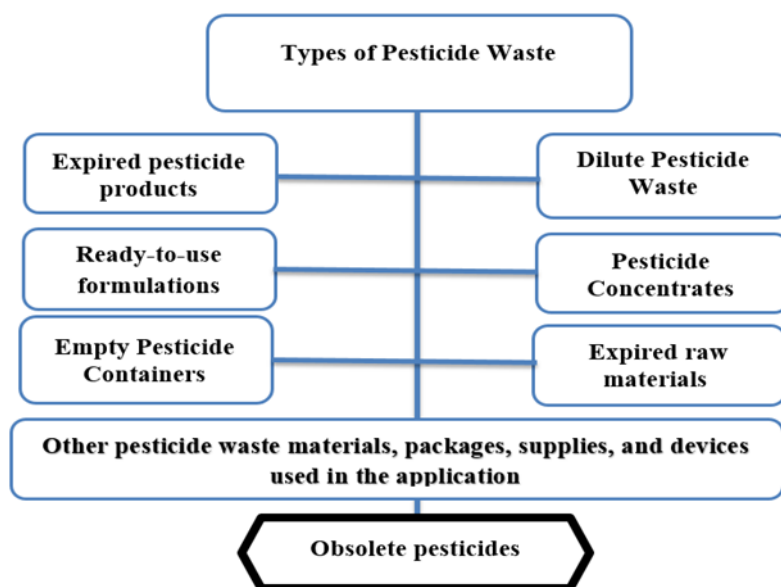 Types of Pesticide Waste
Expired pesticide
products
Dilute Pesticide
Waste
Ready-to-use
formulations
Pesticide
Concentrates
Empty Pesticide
Containers
Expired raw
materials
Other pesticide waste materials, packages, supplies, and devices
used in the application
Obsolete pesticides